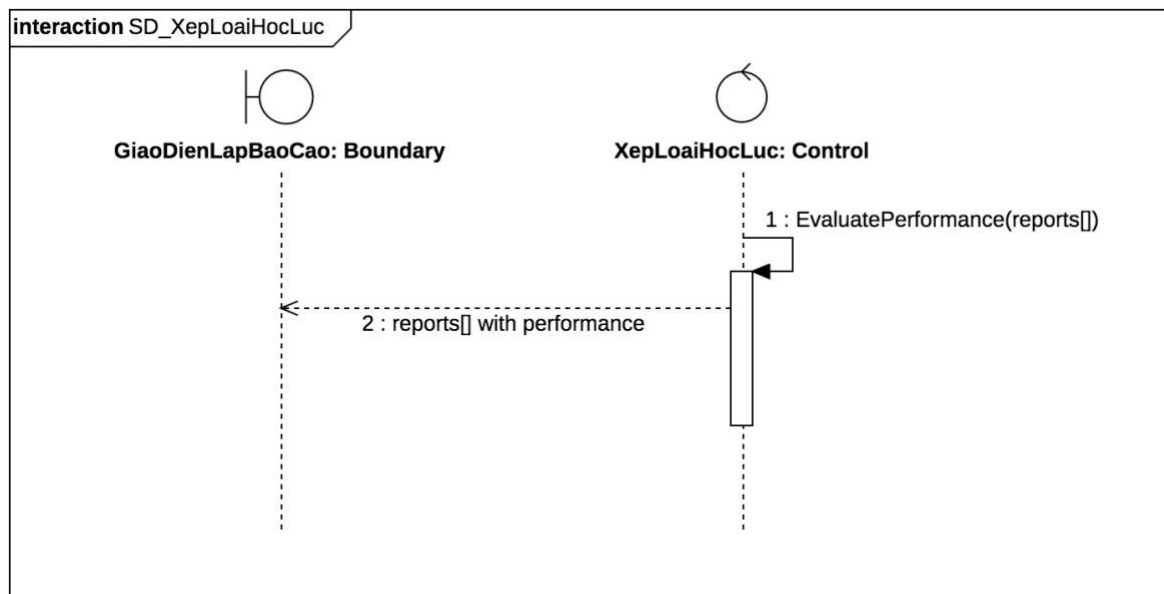 interaction SD_XepLoaiHocLuc
GiaoDienLapBaoCao: Boundary
XepLoaiHocLuc: Control
1 : EvaluatePerformance(reports[])
2 : reports[] with performance